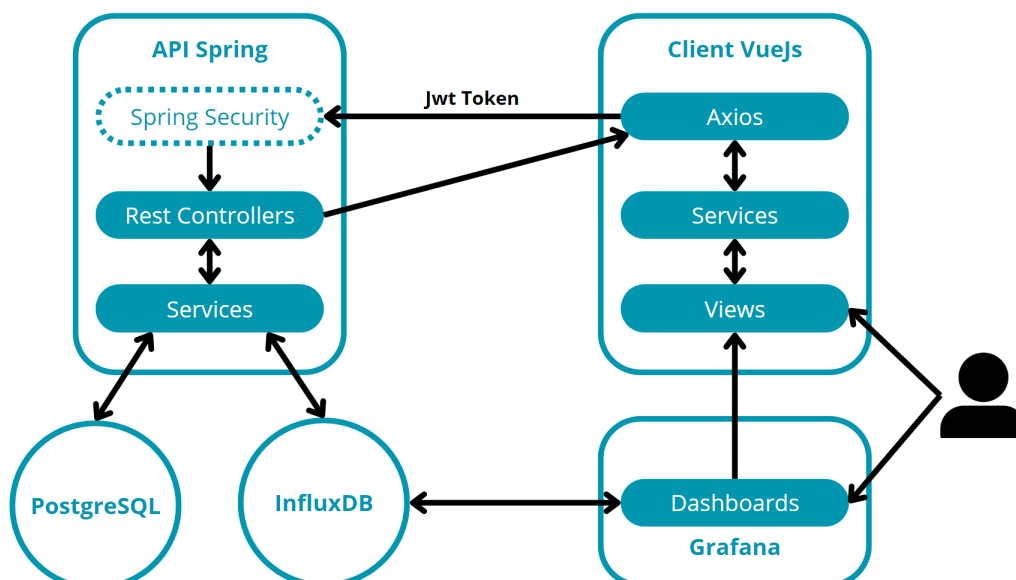 API Spring
Client VueJs
Spring Security
Jwt Token
Axios
Rest Controllers
Services
Services
Views
PostgreSQL
InfluxDB
Dashboards
Grafana